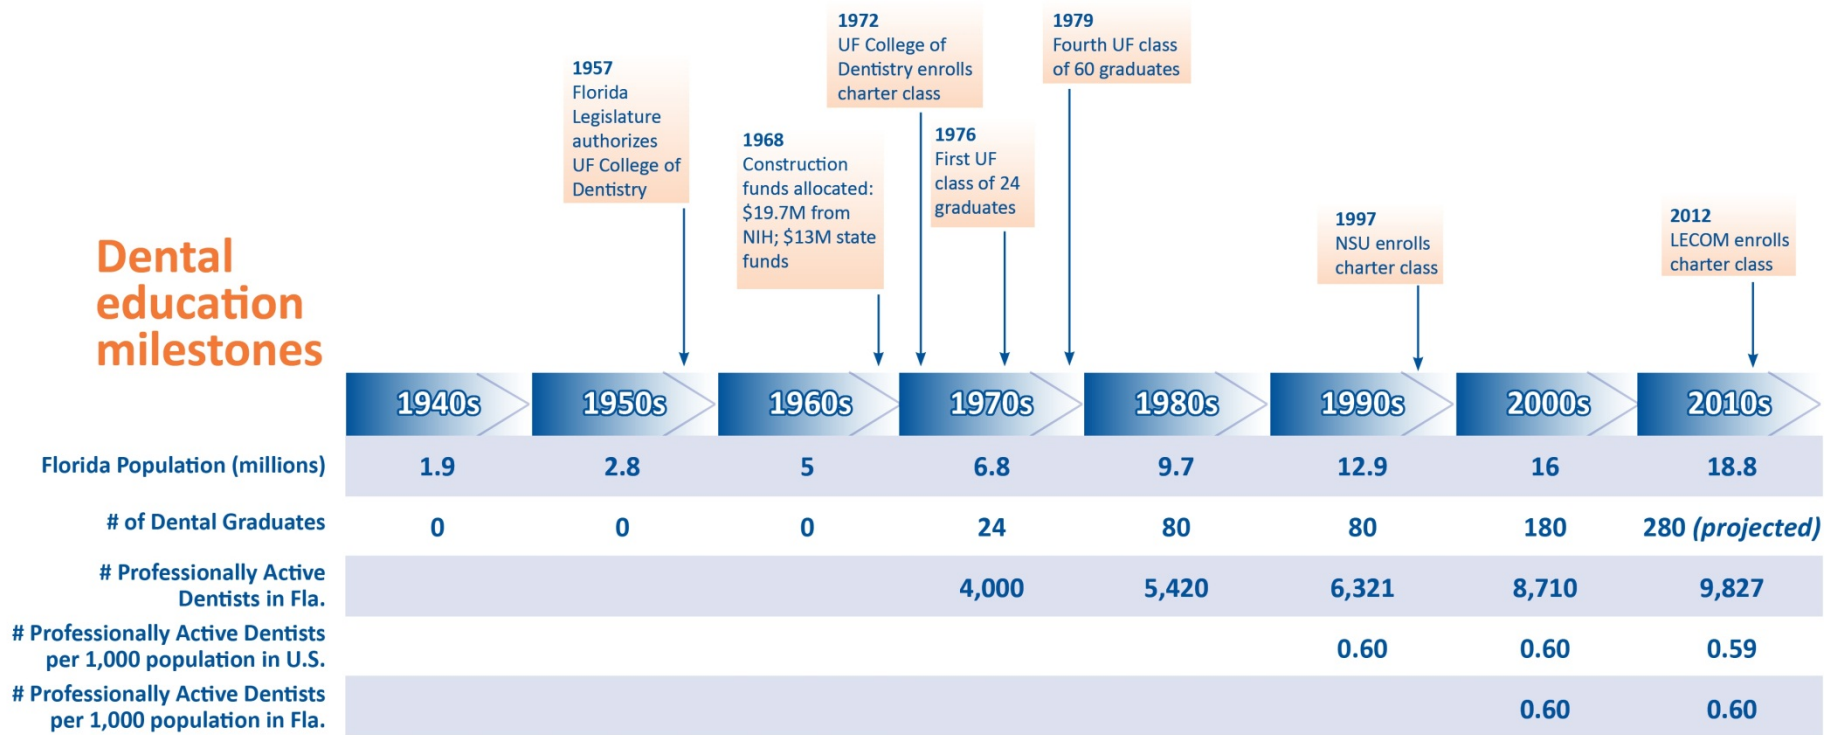 Dental
education
milestones
1957
Florida
Legislature
authorizes
UF College of
Dentistry
1968
Construction
funds allocated:
$19.7M from
NIH; $13M state
funds
1972
UF College of
Dentistry enrolls
charter class
1976
First UF
class of 24
graduates
1979
Fourth UF class
of 60 graduates
1997
NSU enrolls
charter class
2012
LECOM enrolls
charter class
1940s 1950s 1960s 1970s 1980s 1990s 2000s 2010s
Florida Population (millions) 1.9 2.8 5 6.8 9.7 12.9 16 18.8
# of Dental Graduates 0 0 0 24 80 80 180 280 (projected)
# Professionally Active
Dentists in Fla. 4,000 5,420 6,321 8,710 9,827
# Professionally Active Dentists
per 1,000 population in U.S. 0.60 0.60 0.59
# Professionally Active Dentists
per 1,000 population in Fla. 0.60 0.60